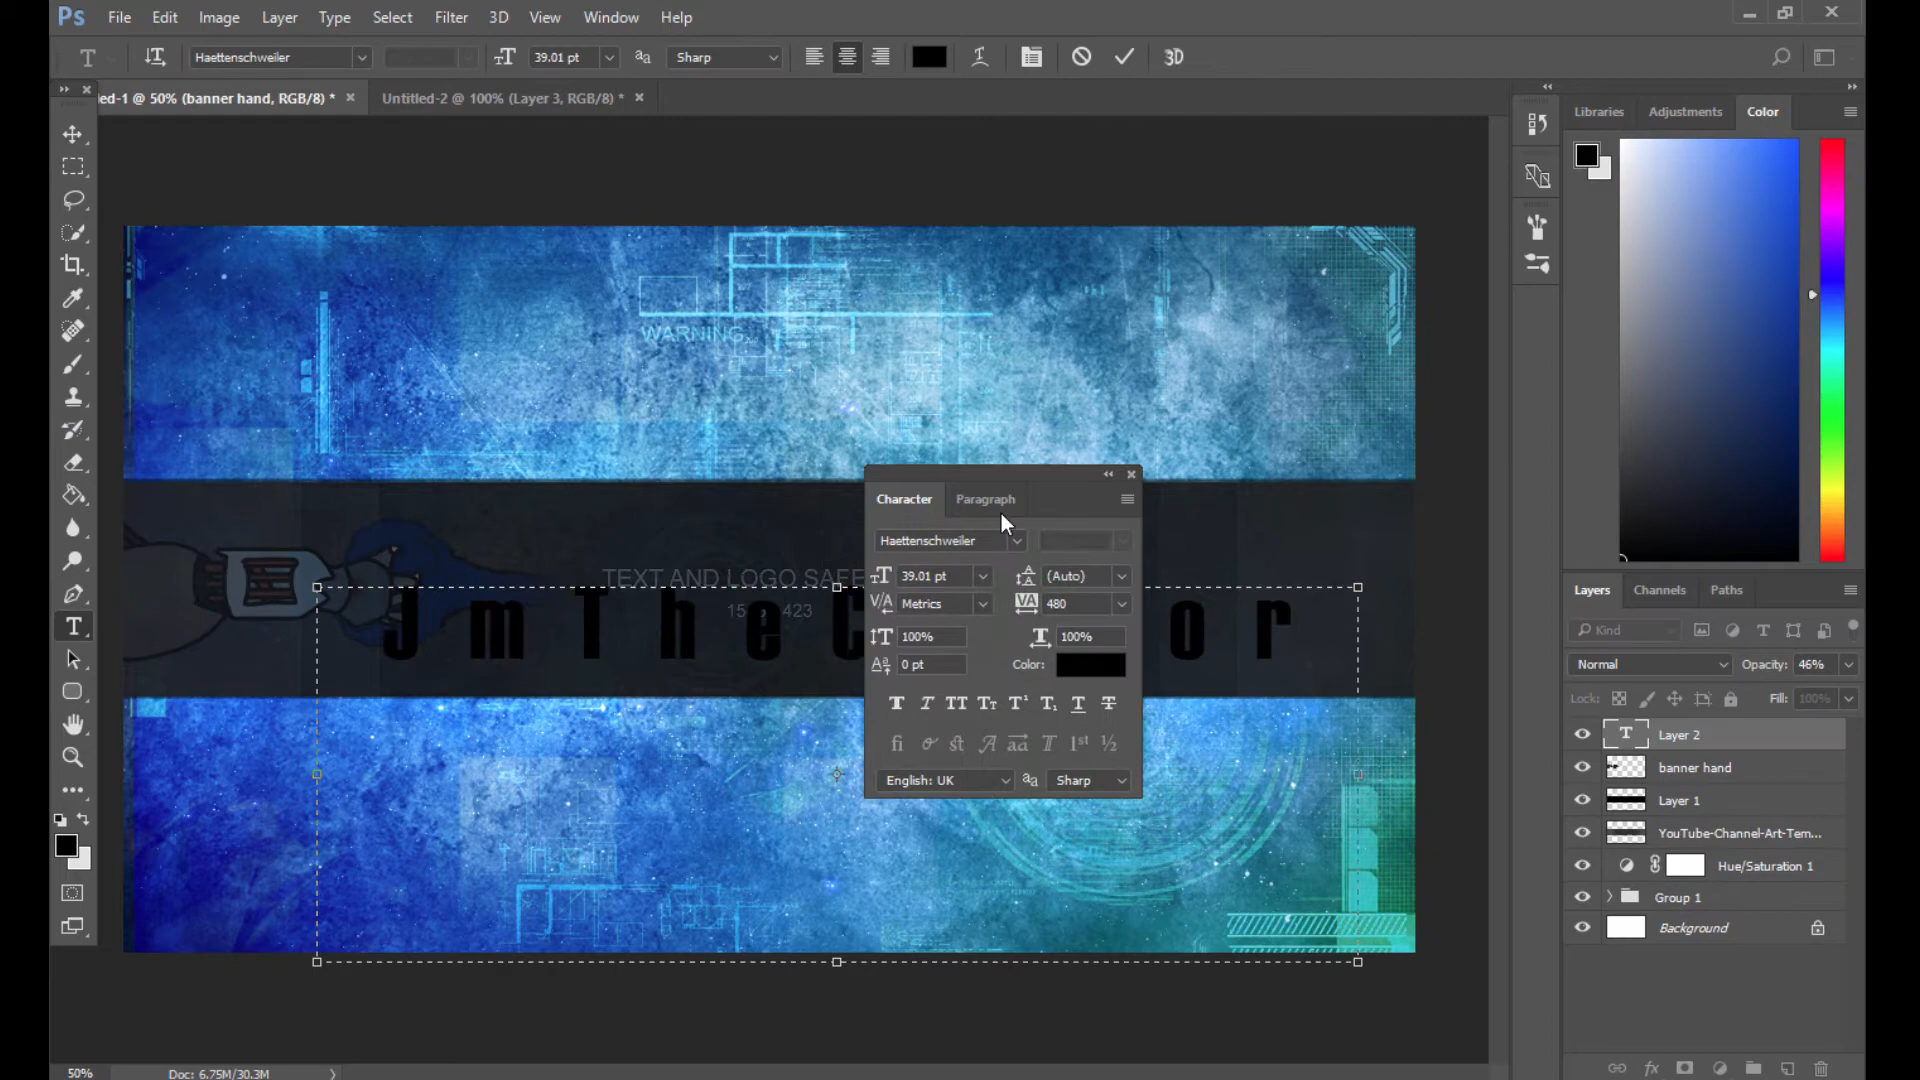 Ps File Edit Image Layer Type Select Filter 3D View Window Help
T Haettenschweiler 39.01 pt aa Sharp 3D
ed-1 @ 50% (banner hand, RGB/8) * Untitled-2 @ 100% (Layer 3, RGB/8) *
Libraries Adjustments Color
WARNING
Character Paragraph
Haettenschweiler
39.01 pt (Auto)
Metrics 480
100% 100%
0 pt Color:
English: UK aa Sharp
TEXT AND LOGO SAFE
423
J m T h e C o r
Layers Channels Paths
Kind
Normal Opacity: 46%
Lock: Fill: 100%
T Layer 2
banner hand
Layer 1
YouTube-Channel-Art-Tem...
Hue/Saturation 1
Group 1
Background
50% Doc: 6.75M/30.3M